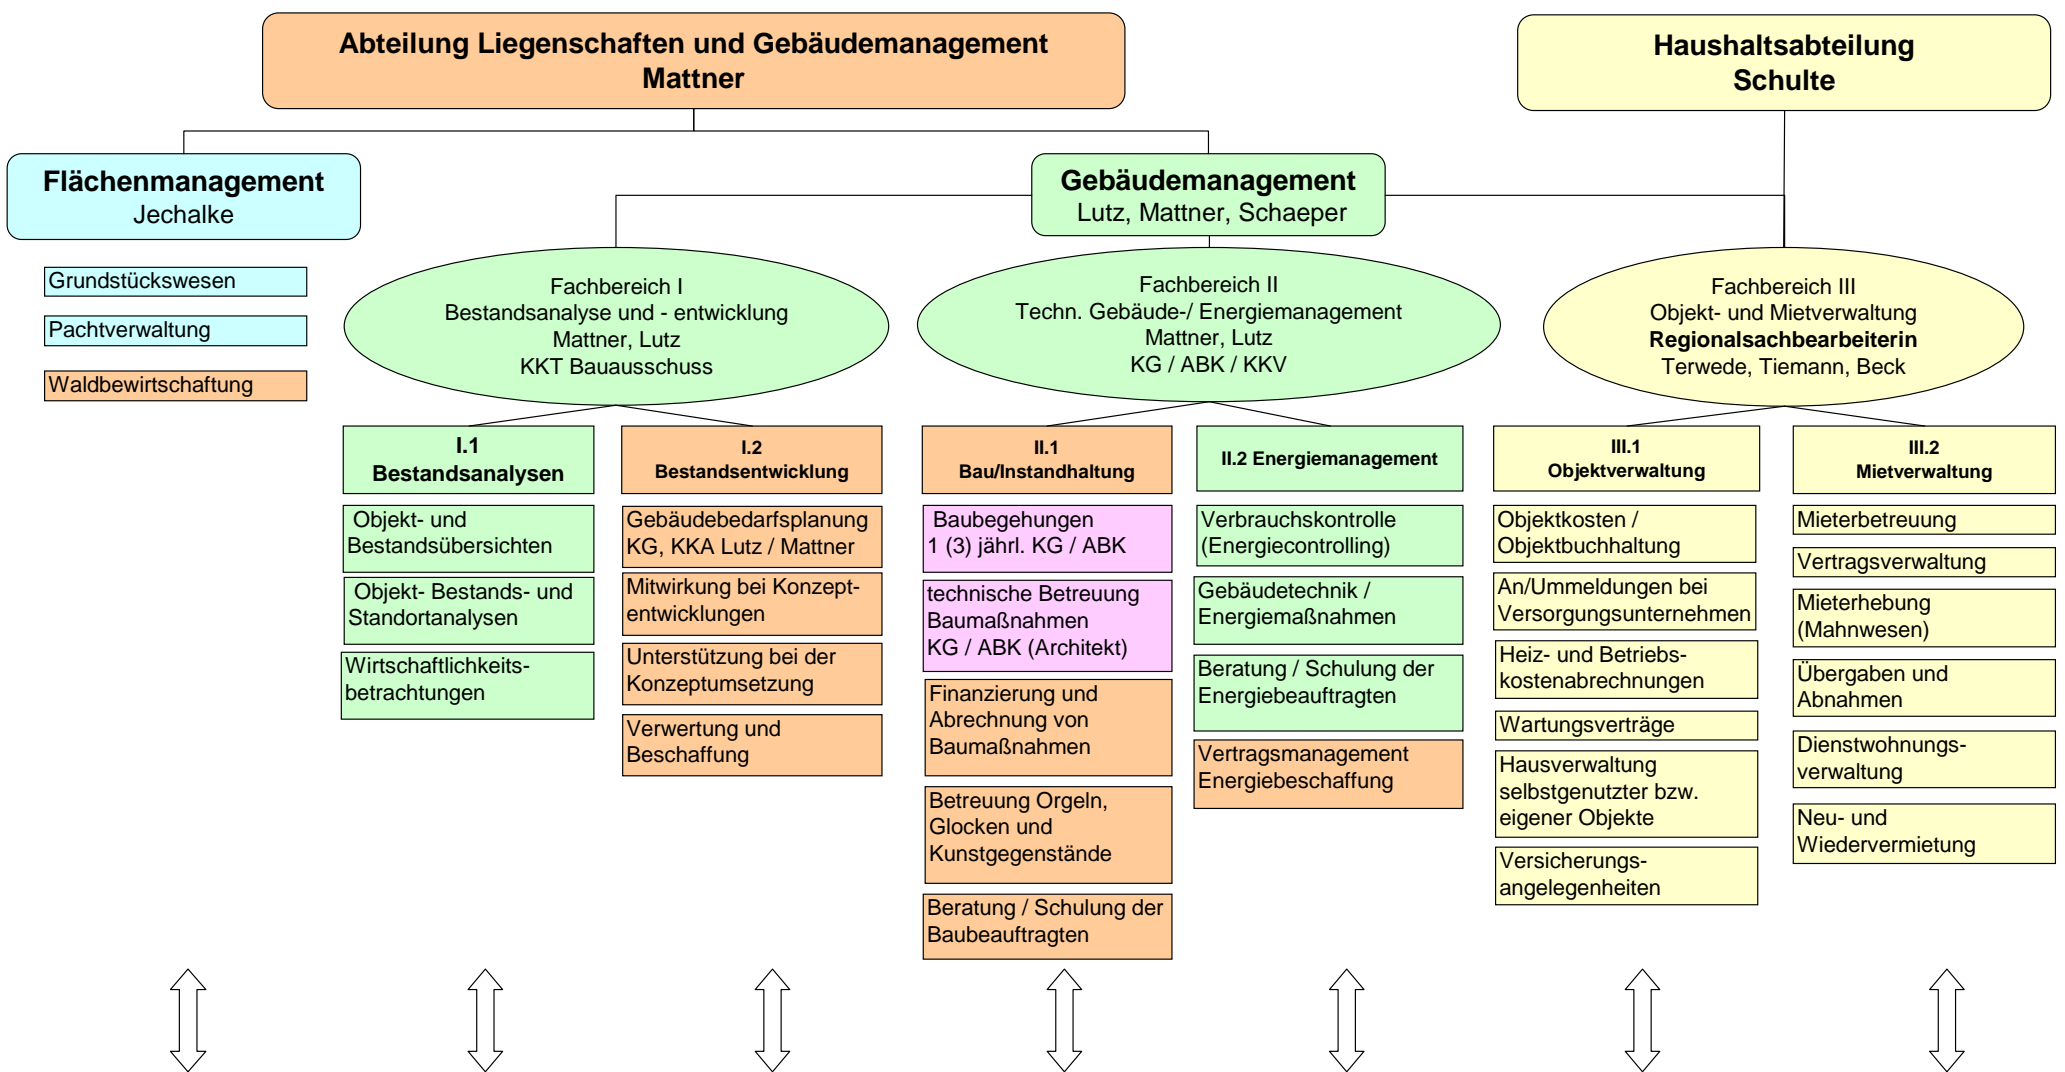 Abteilung Liegenschaften und Gebäudemanagement
Mattner
Haushaltsabteilung
Schulte
Flächenmanagement
Jechalke
Gebäudemanagement
Lutz, Mattner, Schaeper
Grundstückswesen
Pachtverwaltung
Waldbewirtschaftung
Fachbereich I
Bestandsanalyse und - entwicklung
Mattner, Lutz
KKT Bauausschuss
Fachbereich II
Techn. Gebäude-/ Energiemanagement
Mattner, Lutz
KG / ABK / KKV
Fachbereich III
Objekt- und Mietverwaltung
Regionalsachbearbeiterin
Terwede, Tiemann, Beck
I.1
Bestandsanalysen
Objekt- und
Bestandsübersichten
Objekt- Bestands- und
Standortanalysen
Wirtschaftlichkeits-
betrachtungen
I.2
Bestandsentwicklung
Gebäudebedarfsplanung
KG, KKA Lutz / Mattner
Mitwirkung bei Konzept-
entwicklungen
Unterstützung bei der
Konzeptumsetzung
Verwertung und
Beschaffung
II.1
Bau/Instandhaltung
Baubegehungen
1 (3) jährl. KG / ABK
technische Betreuung
Baumaßnahmen
KG / ABK (Architekt)
Finanzierung und
Abrechnung von
Baumaßnahmen
Betreuung Orgeln,
Glocken und
Kunstgegenstände
Beratung / Schulung der
Baubeauftragten
II.2 Energiemanagement
Verbrauchskontrolle
(Energiecontrolling)
Gebäudetechnik /
Energiemaßnahmen
Beratung / Schulung der
Energiebeauftragten
Vertragsmanagement
Energiebeschaffung
III.1
Objektverwaltung
Objektkosten /
Objektbuchhaltung
An/Ummeldungen bei
Versorgungsunternehmen
Heiz- und Betriebs-
kostenabrechnungen
Wartungsverträge
Hausverwaltung
selbstgenutzter bzw.
eigener Objekte
Versicherungs-
angelegenheiten
III.2
Mietverwaltung
Mieterbetreuung
Vertragsverwaltung
Mieterhebung
(Mahnwesen)
Übergaben und
Abnahmen
Dienstwohnungs-
verwaltung
Neu- und
Wiedervermietung